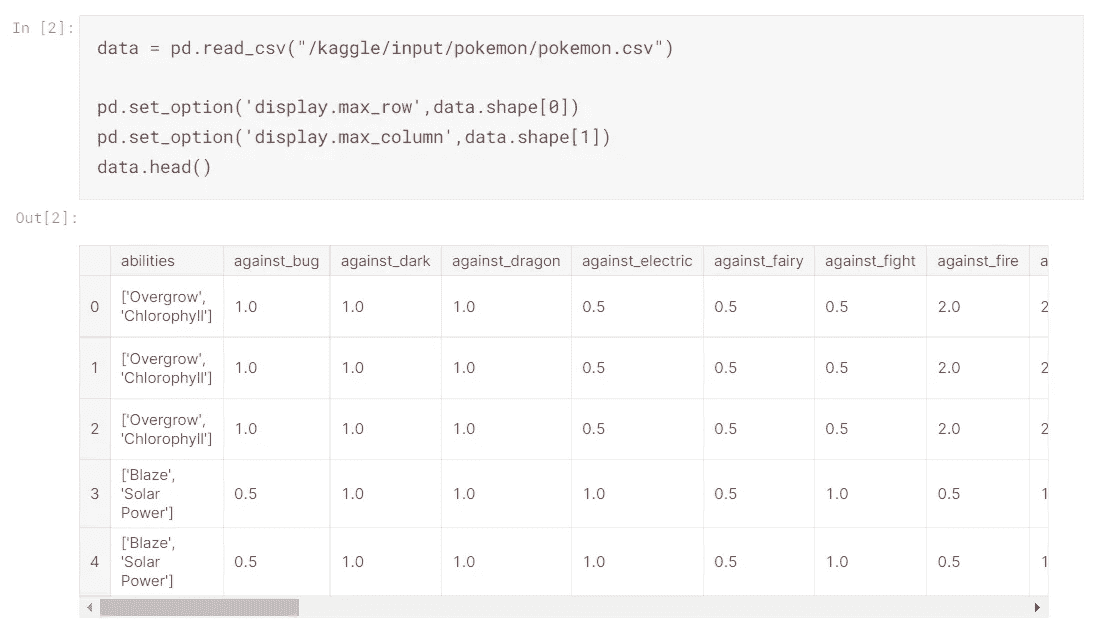 In [2]:
data = pd.read_csv("/kaggle/input/pokemon/pokemon.csv")
pd.set_option('display.max_row',data.shape[0])
pd.set_option('display.max_column',data.shape[1])
data.head()
Out[2]:
abilities against_bug against_dark against_dragon against_electric against_fairy against_fight against_fire a
0 ['Overgrow', 'Chlorophyll'] 1.0 1.0 1.0 0.5 0.5 0.5 2.0 2
1 ['Overgrow', 'Chlorophyll'] 1.0 1.0 1.0 0.5 0.5 0.5 2.0 2
2 ['Overgrow', 'Chlorophyll'] 1.0 1.0 1.0 0.5 0.5 0.5 2.0 2
3 ['Blaze', 'Solar Power'] 0.5 1.0 1.0 1.0 0.5 1.0 0.5 1
4 ['Blaze', 'Solar Power'] 0.5 1.0 1.0 1.0 0.5 1.0 0.5 1